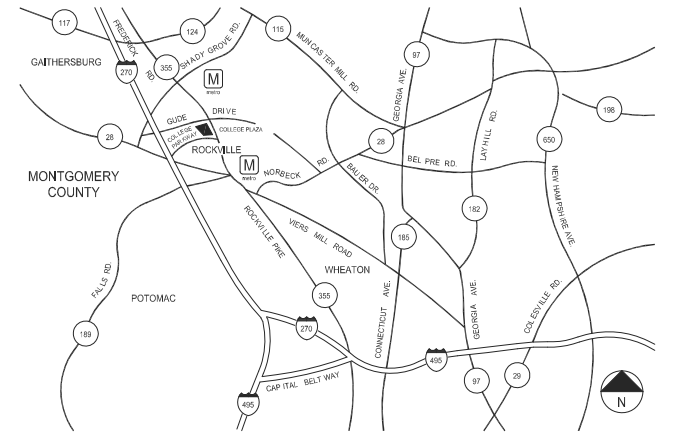 117
FREDERICK RD.
124
SHADY GROVE RD.
115
MUNCASTER MILL RD.
97
GAITHERSBURG
270
355
M
metro
GEORGIA AVE.
LAYHILL RD.
198
28
GUDE DRIVE
COLLEGE PARKWAY
COLLEGE PLAZA
ROCKVILLE
28
650
M
metro
NORBECK RD.
BAUER DR.
BEL PRE RD.
MONTGOMERY
COUNTY
NEW HAMPSHIRE AVE.
182
ROCKVILLE PIKE
VIERS MILL ROAD
185
FALLS RD.
WHEATON
POTOMAC
355
CONNECTICUT AVE.
GEORGIA AVE.
COLESVILLE RD.
189
270
495
CAPITAL BELTWAY
97
29
495
N